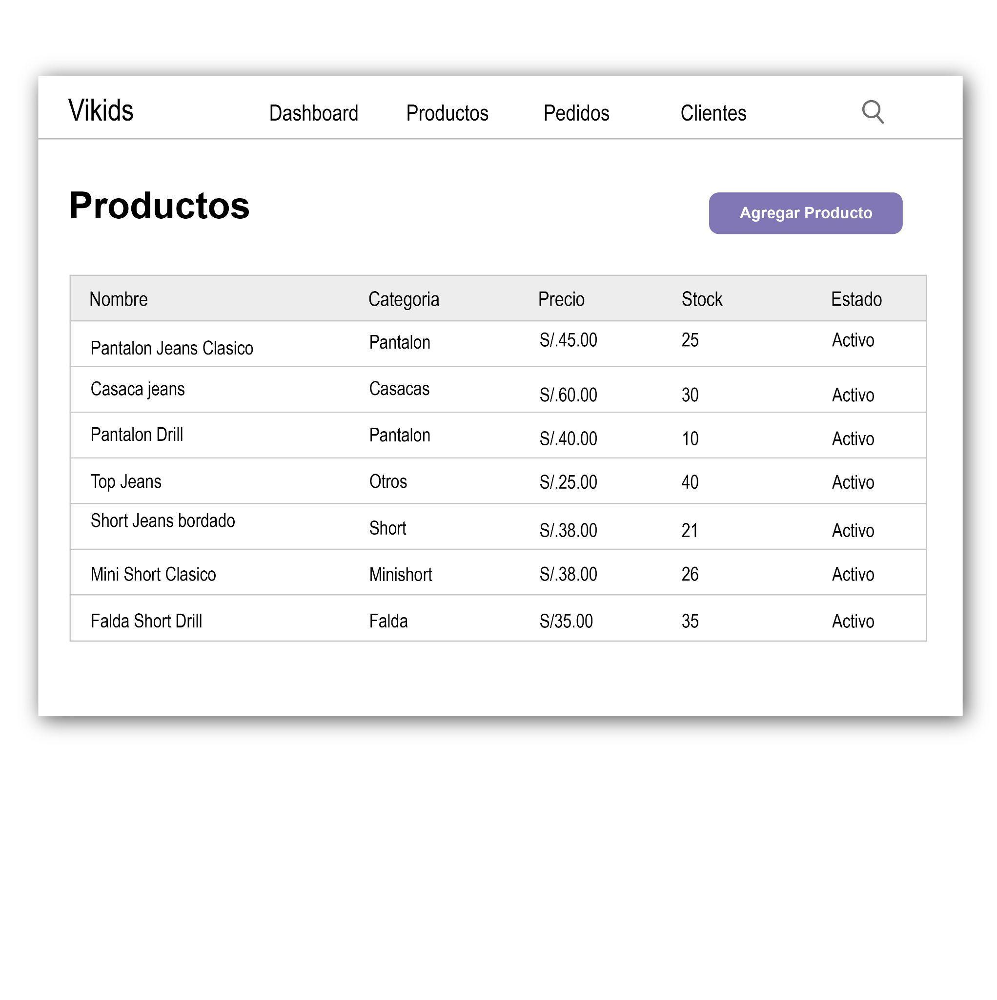 Vikids Dashboard Productos Pedidos Clientes
Productos
Agregar Producto
Nombre Categoria Precio Stock Estado
Pantalon Jeans Clasico Pantalon S/.45.00 25 Activo
Casaca jeans Casacas S/.60.00 30 Activo
Pantalon Drill Pantalon S/.40.00 10 Activo
Top Jeans Otros S/.25.00 40 Activo
Short Jeans bordado Short S/.38.00 21 Activo
Mini Short Clasico Minishort S/.38.00 26 Activo
Falda Short Drill Falda S/35.00 35 Activo